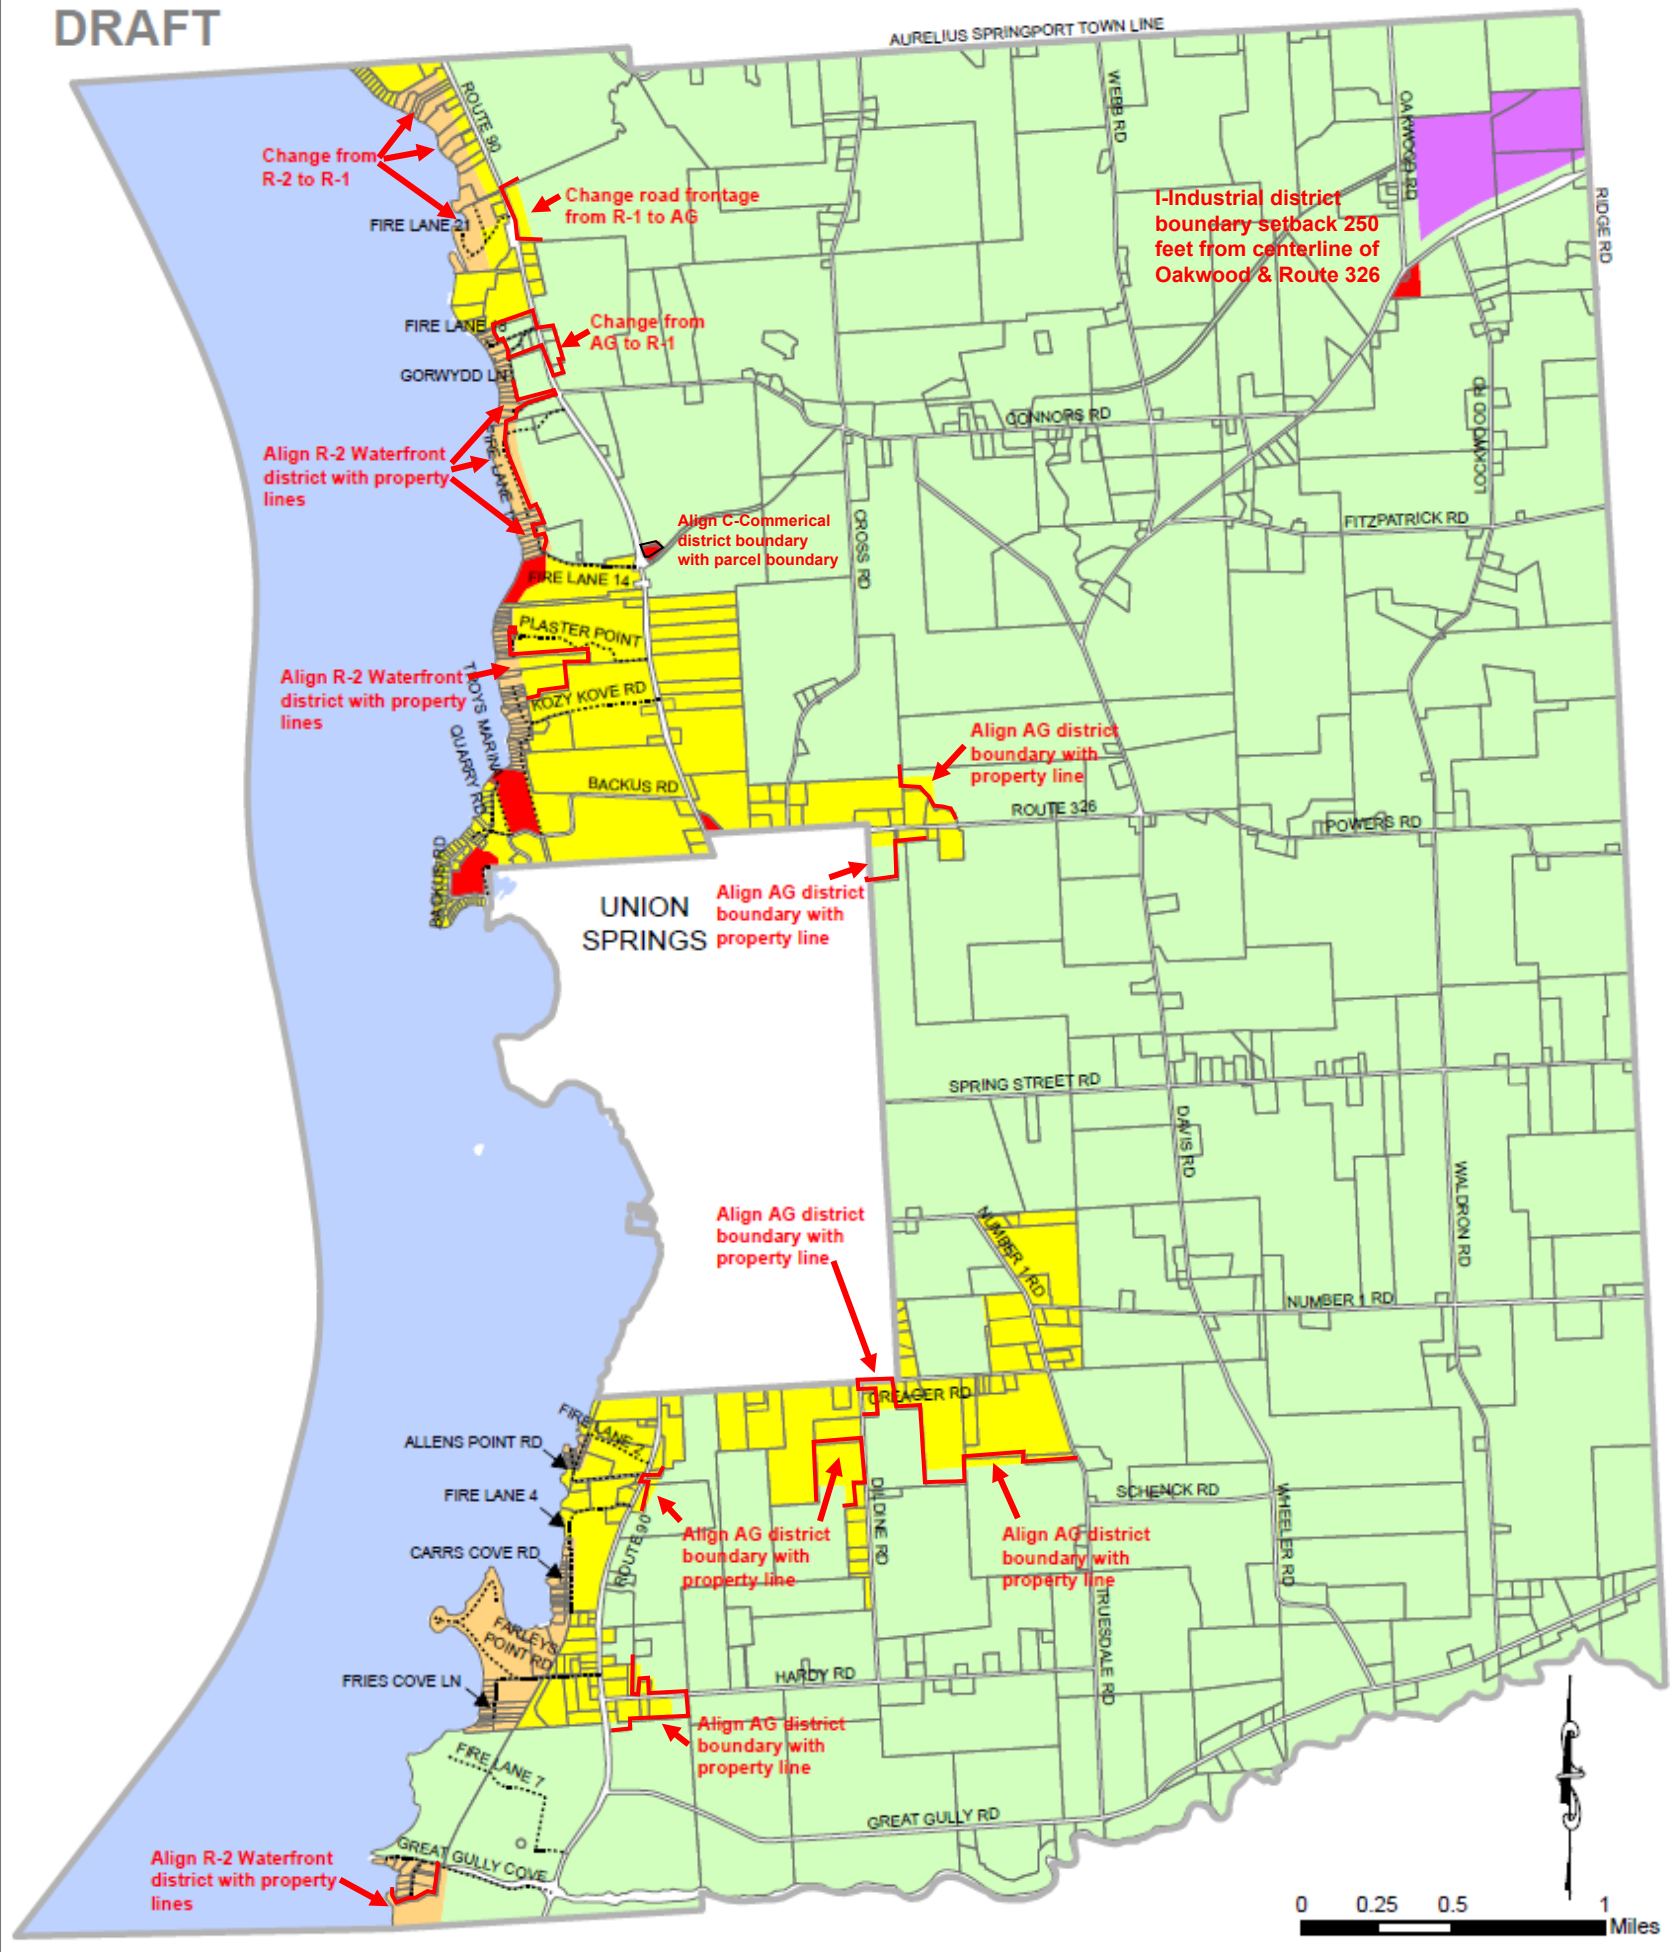 DRAFT
AURELIUS SPRINGPORT TOWN LINE
ROUTE 90
WEBB RD
OAKWOOD RD
RIDGE RD
Change from
R-2 to R-1
Change road frontage
from R-1 to AG
I-Industrial district
boundary setback 250
feet from centerline of
Oakwood & Route 326
FIRE LANE 21
FIRE LANE
Change from
AG to R-1
GORWYDD LN
CONNORS RD
LOCKWOOD RD
Align R-2 Waterfront
district with property
lines
FIRE LANE
CROSS RD
FITZPATRICK RD
Align C-Commerical
district boundary
with parcel boundary
FIRE LANE 14
PLASTER POINT
Align R-2 Waterfront
district with property
lines
KOZY KOVE RD
TROYS MARINA
QUARRY RD
BACKUS RD
BACKUS RD
Align AG district
boundary with
property line
ROUTE 326
POWERS RD
UNION
SPRINGS
Align AG district
boundary with
property line
SPRING STREET RD
DAVIS RD
WALDRON RD
Align AG district
boundary with
property line
NUMBER 1 RD
NUMBER 1 RD
CREAGER RD
FIRE LANE 2
ALLENS POINT RD
FIRE LANE 4
CARRS COVE RD
ROUTE 90
DILDINE RD
SCHENCK RD
WHEELER RD
Align AG district
boundary with
property line
Align AG district
boundary with
property line
TRUESDALE RD
FARLEYS
POINT RD
FRIES COVE LN
HARDY RD
Align AG district
boundary with
property line
FIRE LANE 7
GREAT GULLY RD
GREAT GULLY COVE
Align R-2 Waterfront
district with property
lines
0 0.25 0.5 1
Miles